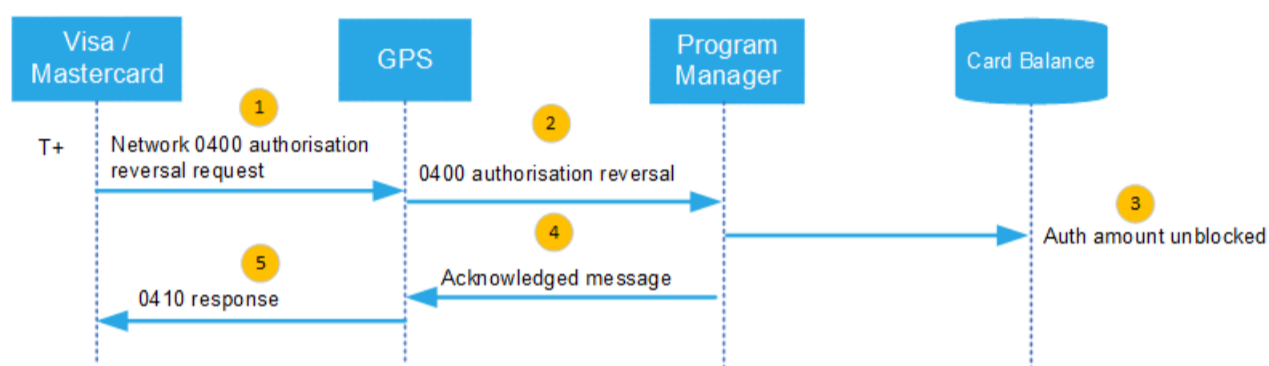 Visa /
Mastercard
GPS
Program
Manager
Card Balance
1
2
T+
Network 0400 authorisation
reversal request
0400 authorisation reversal
3
4
Auth amount unblocked
5
Acknowledged message
0410 response